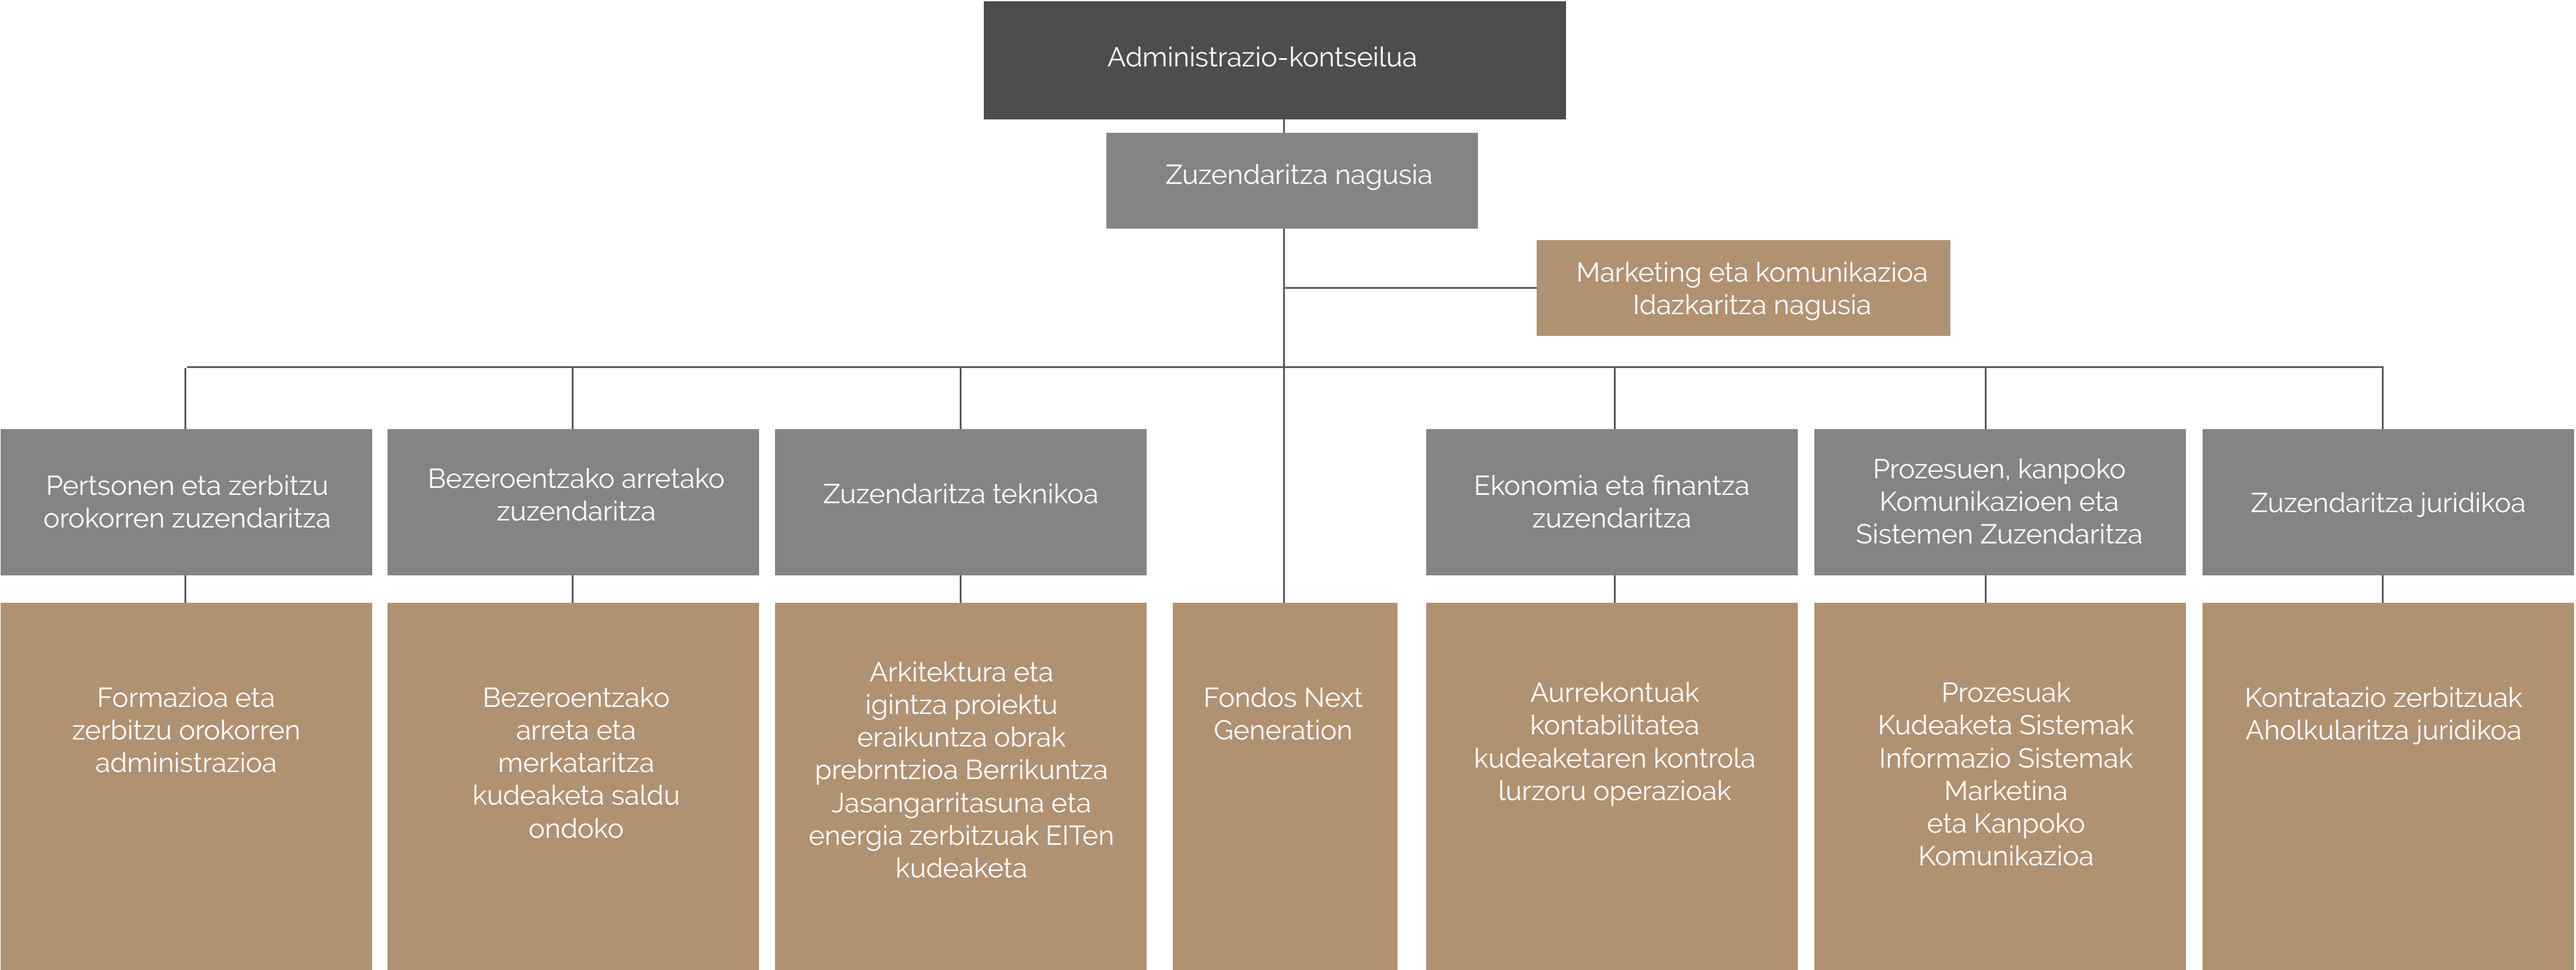 Administrazio-kontseilua
Zuzendaritza nagusia
Marketing eta komunikazioa
Idazkaritza nagusia
Pertsonen eta zerbitzu
orokorren zuzendaritza
Bezeroentzako arretako
zuzendaritza
Zuzendaritza teknikoa
Ekonomia eta finantza
zuzendaritza
Prozesuen, kanpoko
Komunikazioen eta
Sistemen Zuzendaritza
Zuzendaritza juridikoa
Formazioa eta
zerbitzu orokorren
administrazioa
Bezeroentzako
arreta eta
merkataritza
kudeaketa saldu
ondoko
Arkitektura eta
igintza proiektu
eraikuntza obrak
prebrntzioa Berrikuntza
Jasangarritasuna eta
energia zerbitzuak EITen
kudeaketa
Fondos Next
Generation
Aurrekontuak
kontabilitatea
kudeaketaren kontrola
lurzoru operazioak
Prozesuak
Kudeaketa Sistemak
Informazio Sistemak
Marketina
eta Kanpoko
Komunikazioa
Kontratazio zerbitzuak
Aholkularitza juridikoa